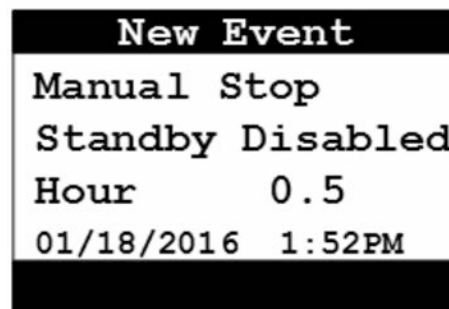 New Event
Manual Stop
Standby Disabled
Hour 0.5
01/18/2016 1:52PM